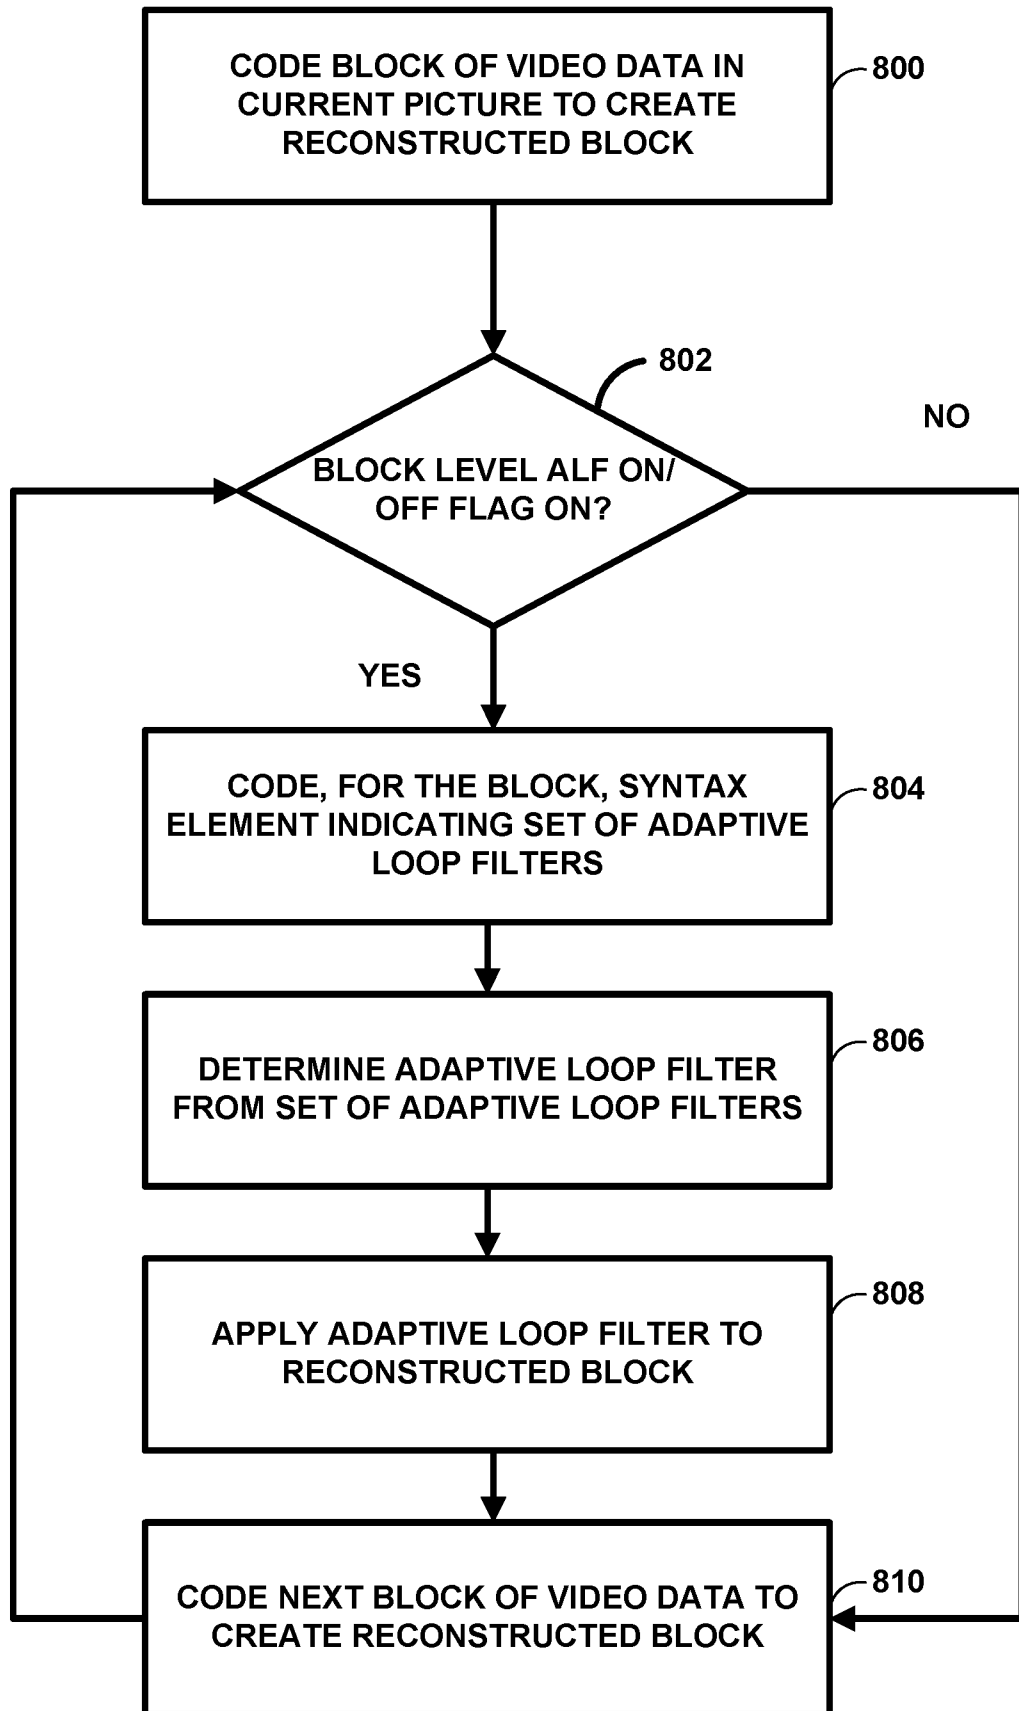 CODE BLOCK OF VIDEO DATA IN
CURRENT PICTURE TO CREATE
RECONSTRUCTED BLOCK
800
802
NO
BLOCK LEVEL ALF ON/
OFF FLAG ON?
YES
CODE, FOR THE BLOCK, SYNTAX
ELEMENT INDICATING SET OF ADAPTIVE
LOOP FILTERS
804
DETERMINE ADAPTIVE LOOP FILTER
FROM SET OF ADAPTIVE LOOP FILTERS
806
APPLY ADAPTIVE LOOP FILTER TO
RECONSTRUCTED BLOCK
808
CODE NEXT BLOCK OF VIDEO DATA TO
CREATE RECONSTRUCTED BLOCK
810